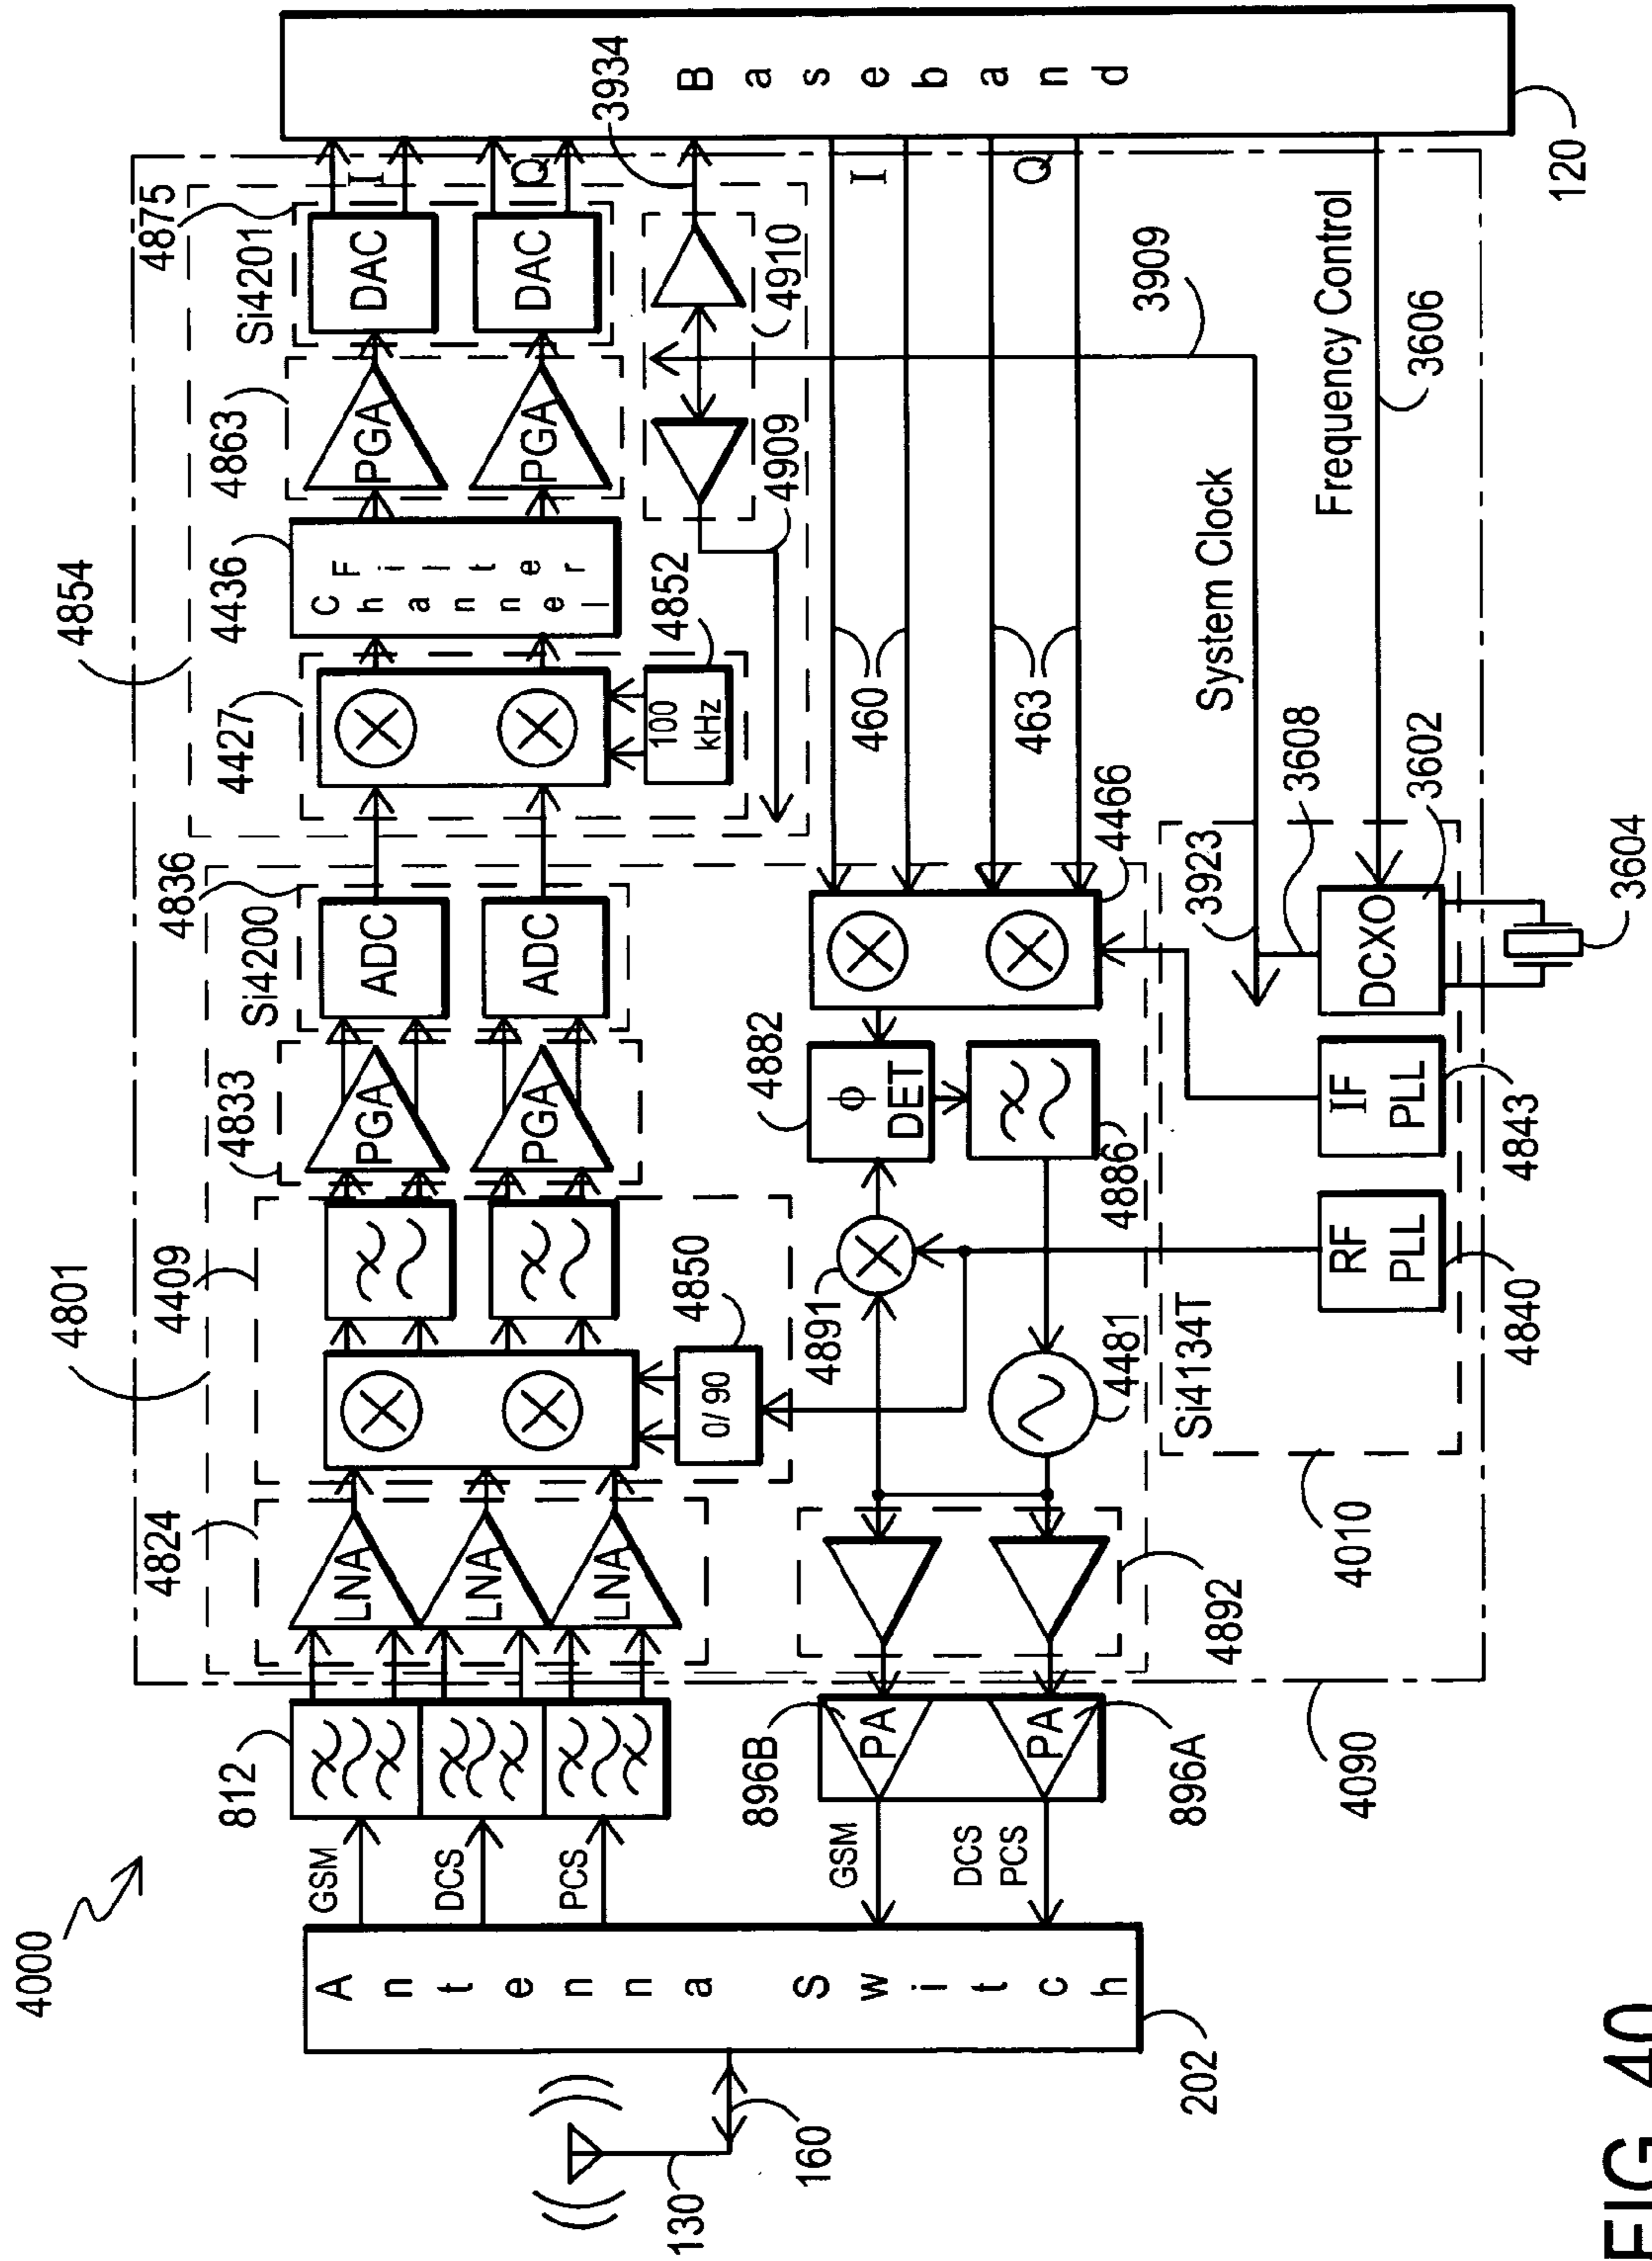 4000
4801
4854
4824
4409
4833
4836
4427
4436
4863
4875
812
Si4200
Si4201
GSM
DCS
PCS
LNA
LNA
LNA
PGA
PGA
ADC
ADC
Channel
Filter
PGA
PGA
DAC
DAC
I
Q
0/90
4850
100
kHz
4852
4909
4910
3934
Antenna Switch
Baseband
130
160
202
896B
PA
PA
896A
GSM
DCS
PCS
4892
4891
4481
4882
ϕ
DET
4886
4466
460
463
I
Q
Si4134T
4010
4090
RF
PLL
4840
IF
PLL
4843
DCXO
3602
3604
3608
3923
System Clock
3909
Frequency Control
3606
120
FIG. 40